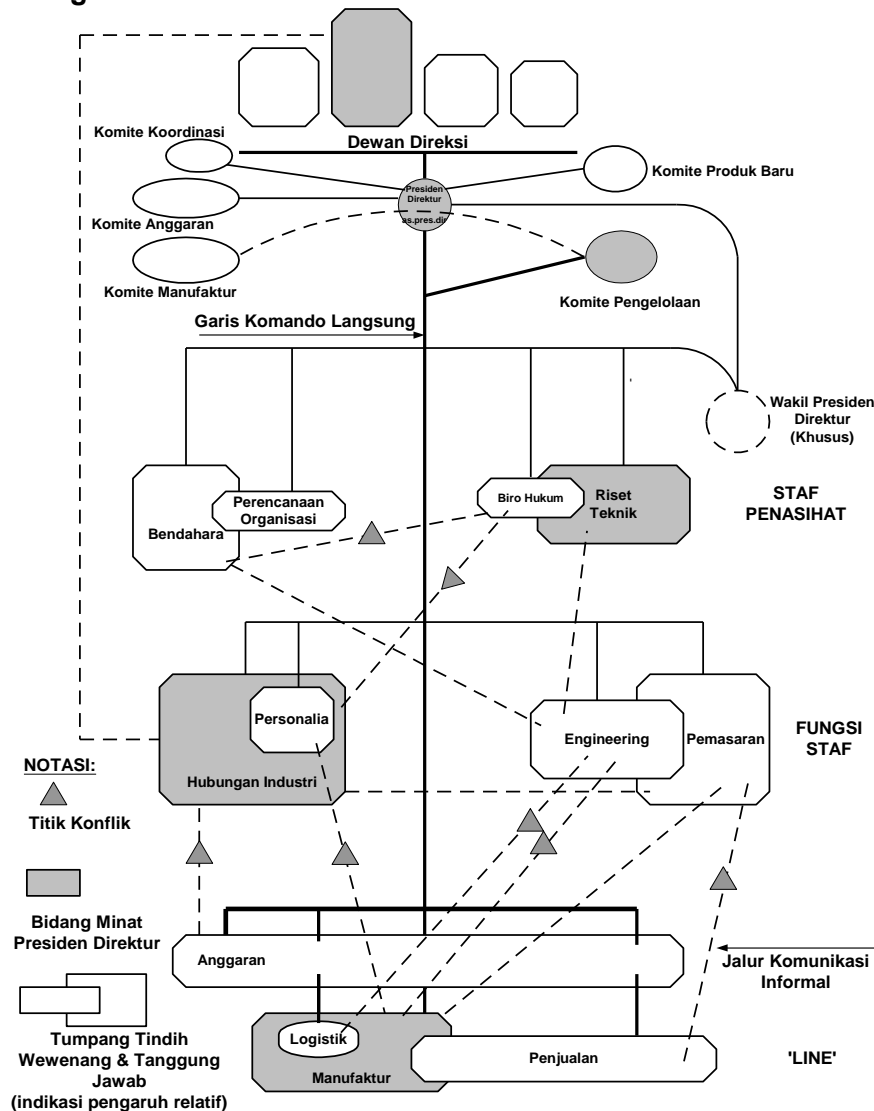 Komite Koordinasi
Dewan Direksi
Komite Produk Baru
Presiden
Direktur
as.pres.dir
Komite Anggaran
Komite Manufaktur
Komite Pengelolaan
Garis Komando Langsung
Wakil Presiden
Direktur
(Khusus)
Bendahara
Perencanaan
Organisasi
Biro Hukum
Riset
Teknik
STAF
PENASIHAT
Personalia
Hubungan Industri
Engineering
Pemasaran
FUNGSI
STAF
NOTASI:
Titik Konflik
Bidang Minat
Presiden Direktur
Tumpang Tindih
Wewenang & Tanggung
Jawab
(indikasi pengaruh relatif)
Anggaran
Jalur Komunikasi
Informal
Logistik
Manufaktur
Penjualan
'LINE'